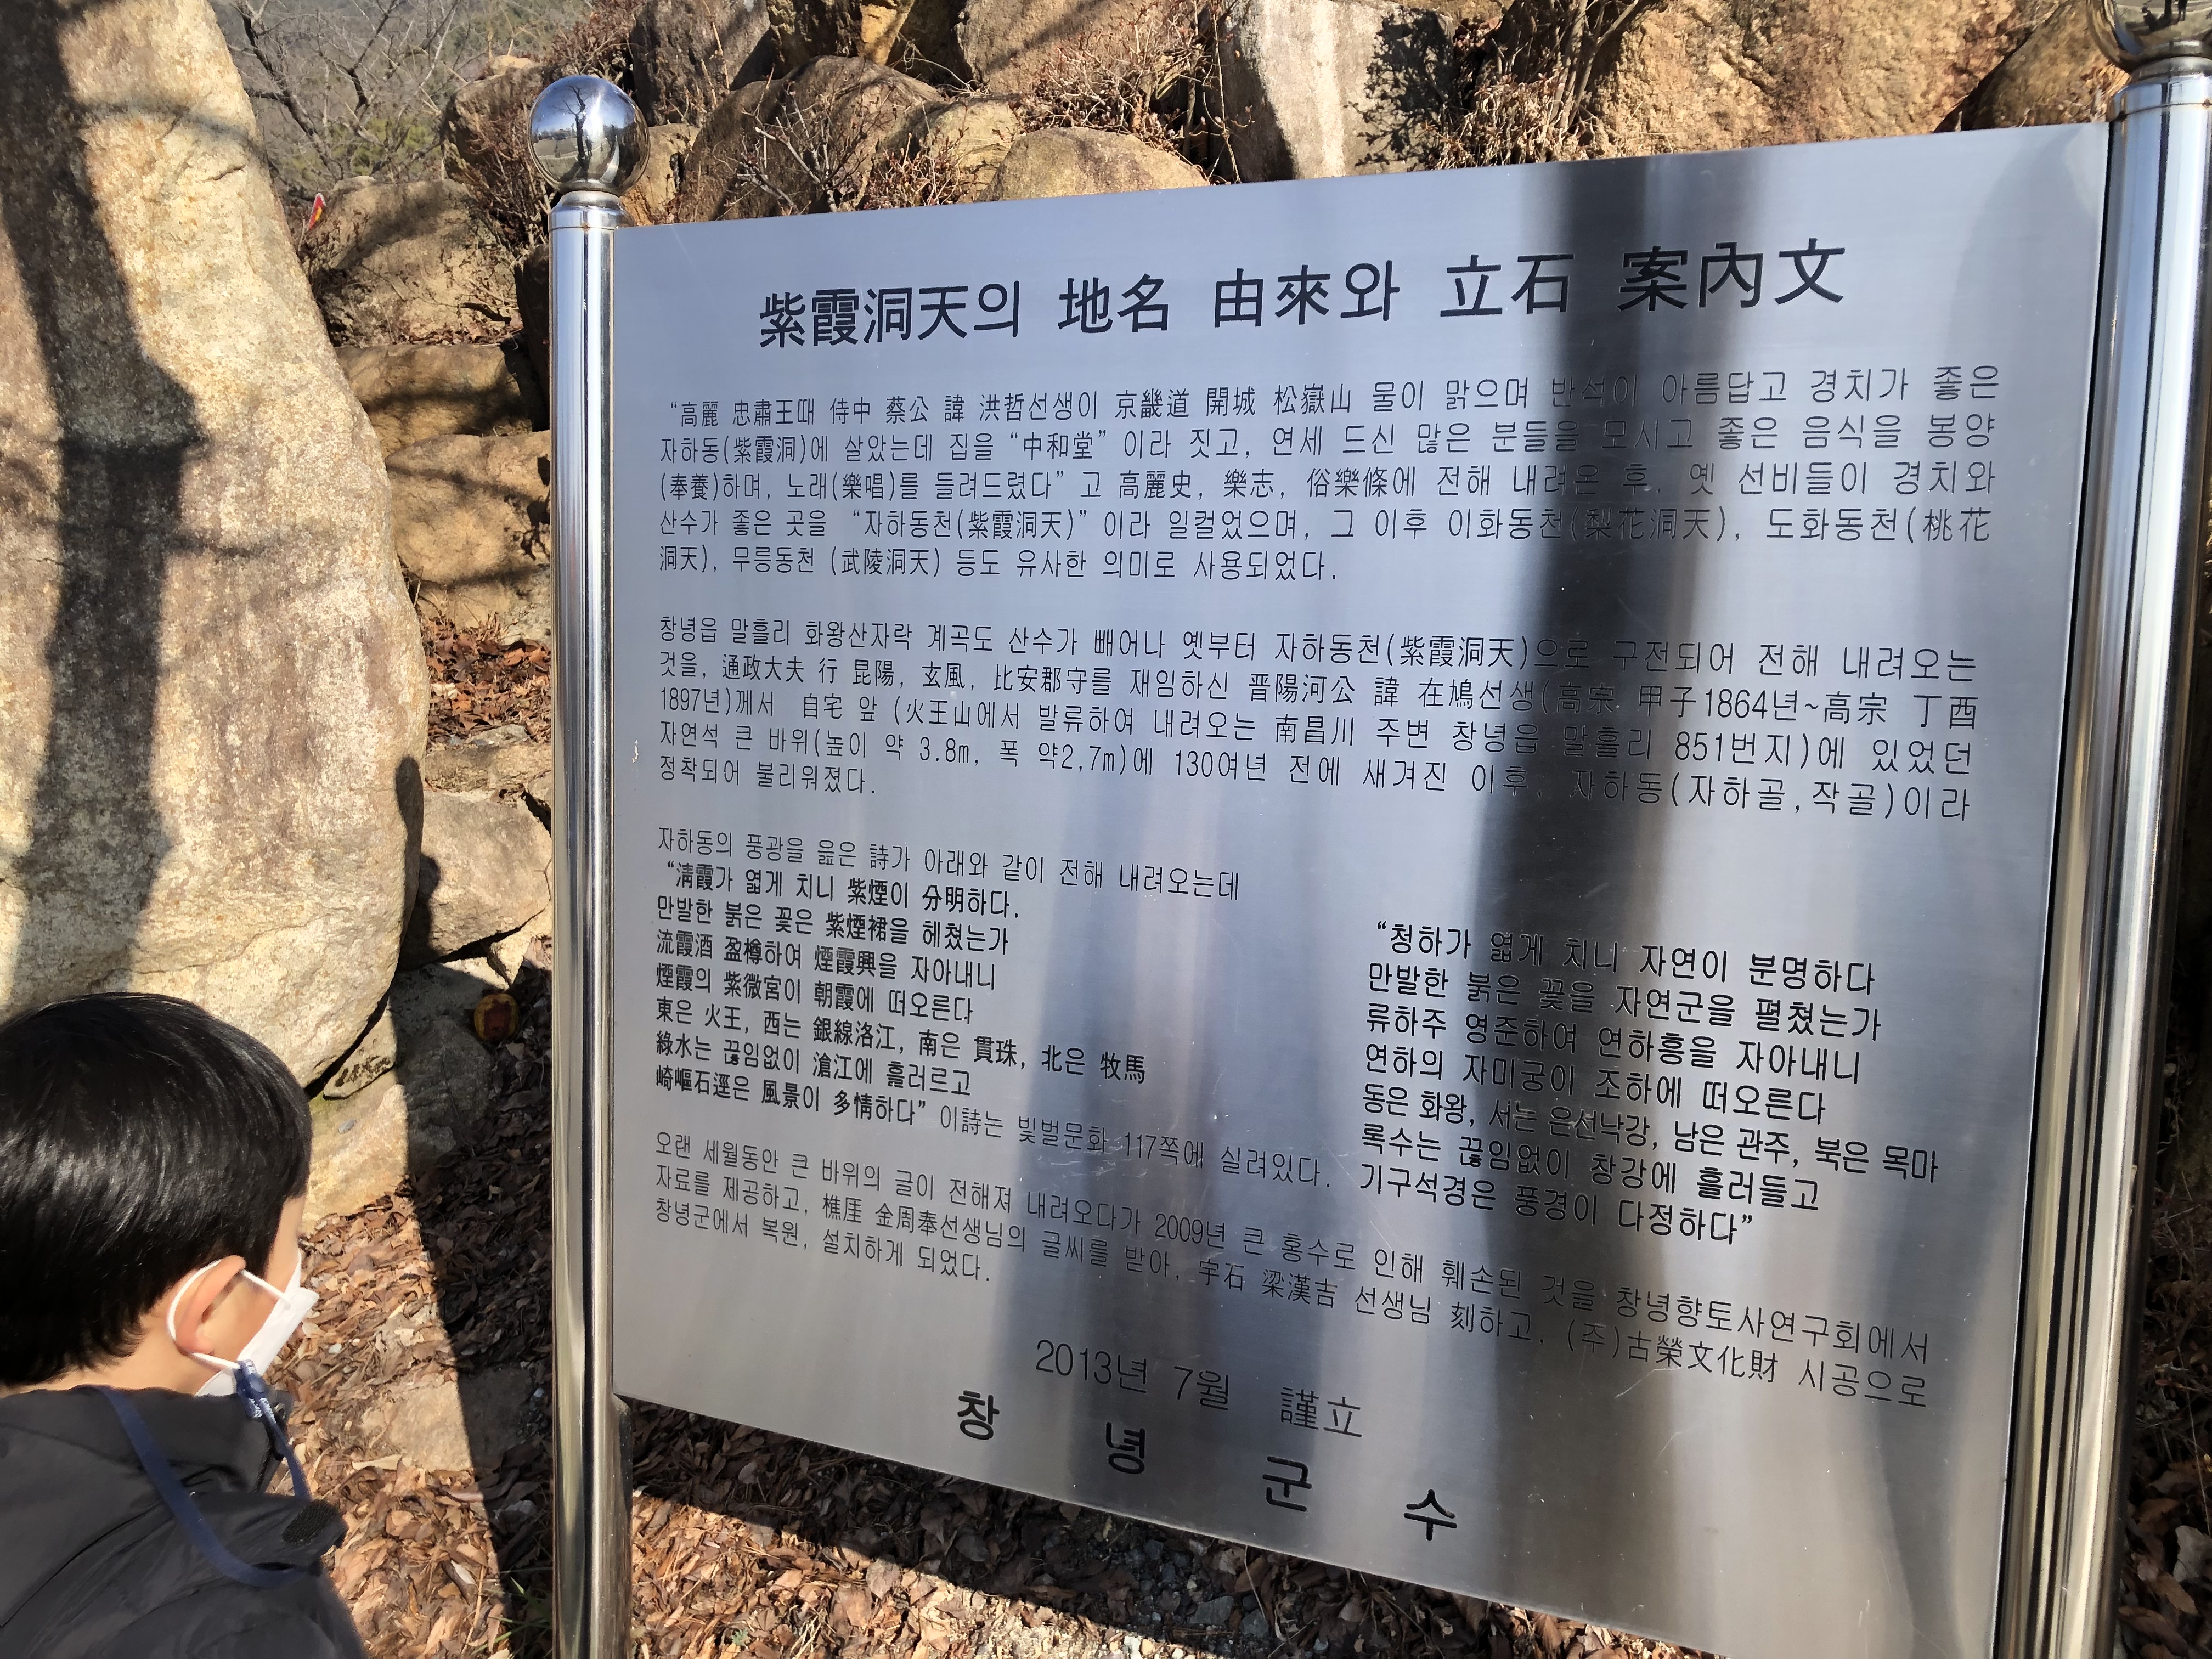 紫霞洞天의 地名 由來와 立石 案內文
“高麗 忠肅王때 侍中 蔡公 諱 洪哲선생이 京畿道 開城 松嶽山 물이 맑으며 반석이 아름답고 경치가 좋은
자하동(紫霞洞)에 살았는데 집을 “中和堂” 이라 짓고, 연세 드신 많은 분들을 모시고 좋은 음식을 봉양
(奉養)하며, 노래(樂唱)를 들려드렸다” 고 高麗史, 樂志, 俗樂條에 전해 내려온 후, 옛 선비들이 경치와
산수가 좋은 곳을 “자하동천(紫霞洞天)” 이라 일컬었으며, 그 이후 이화동천(梨花洞天), 도화동천(桃花
洞天), 무릉동천 (武陵洞天) 등도 유사한 의미로 사용되었다.
창녕읍 말흘리 화왕산자락 계곡도 산수가 빼어나 옛부터 자하동천(紫霞洞天)으로 구전되어 전해 내려오는
것을, 通政大夫 行 昆陽, 玄風, 比安郡守를 재임하신 晋陽河公 諱 在鳩선생(高宗 甲子1864년~高宗 丁酉
1897년)께서 自宅 앞 (火王山에서 발류하여 내려오는 南昌川 주변 창녕읍 말흘리 851번지)에 있었던
자연석 큰 바위(높이 약 3.8m, 폭 약2,7m)에 130여년 전에 새겨진 이후, 자하동(자하골,작골)이라
정착되어 불리워졌다.
자하동의 풍광을 읊은 詩가 아래와 같이 전해 내려오는데
“淸霞가 엷게 치니 紫煙이 分明하다.
만발한 붉은 꽃은 紫煙裙을 헤쳤는가
流霞酒 盈樽하여 煙霞興을 자아내니
煙霞의 紫微宮이 朝霞에 떠오른다
東은 火王, 西는 銀線洛江, 南은 貫珠, 北은 牧馬
綠水는 끊임없이 滄江에 흘러르고
崎嶇石逕은 風景이 多情하다” 이詩는 빛벌문화 117쪽에 실려있다.
“청하가 엷게 치니 자연이 분명하다
만발한 붉은 꽃을 자연군을 펼쳤는가
류하주 영준하여 연하흥을 자아내니
연하의 자미궁이 조하에 떠오른다
동은 화왕, 서는 은선낙강, 남은 관주, 북은 목마
록수는 끊임없이 창강에 흘러들고
기구석경은 풍경이 다정하다”
오랜 세월동안 큰 바위의 글이 전해져 내려오다가 2009년 큰 홍수로 인해 훼손된 것을 창녕향토사연구회에서
자료를 제공하고, 樵厓 金周奉선생님의 글씨를 받아, 宇石 梁漢吉 선생님 刻하고, (주)古榮文化財 시공으로
창녕군에서 복원, 설치하게 되었다.
2013년 7월 謹立
창 녕 군 수